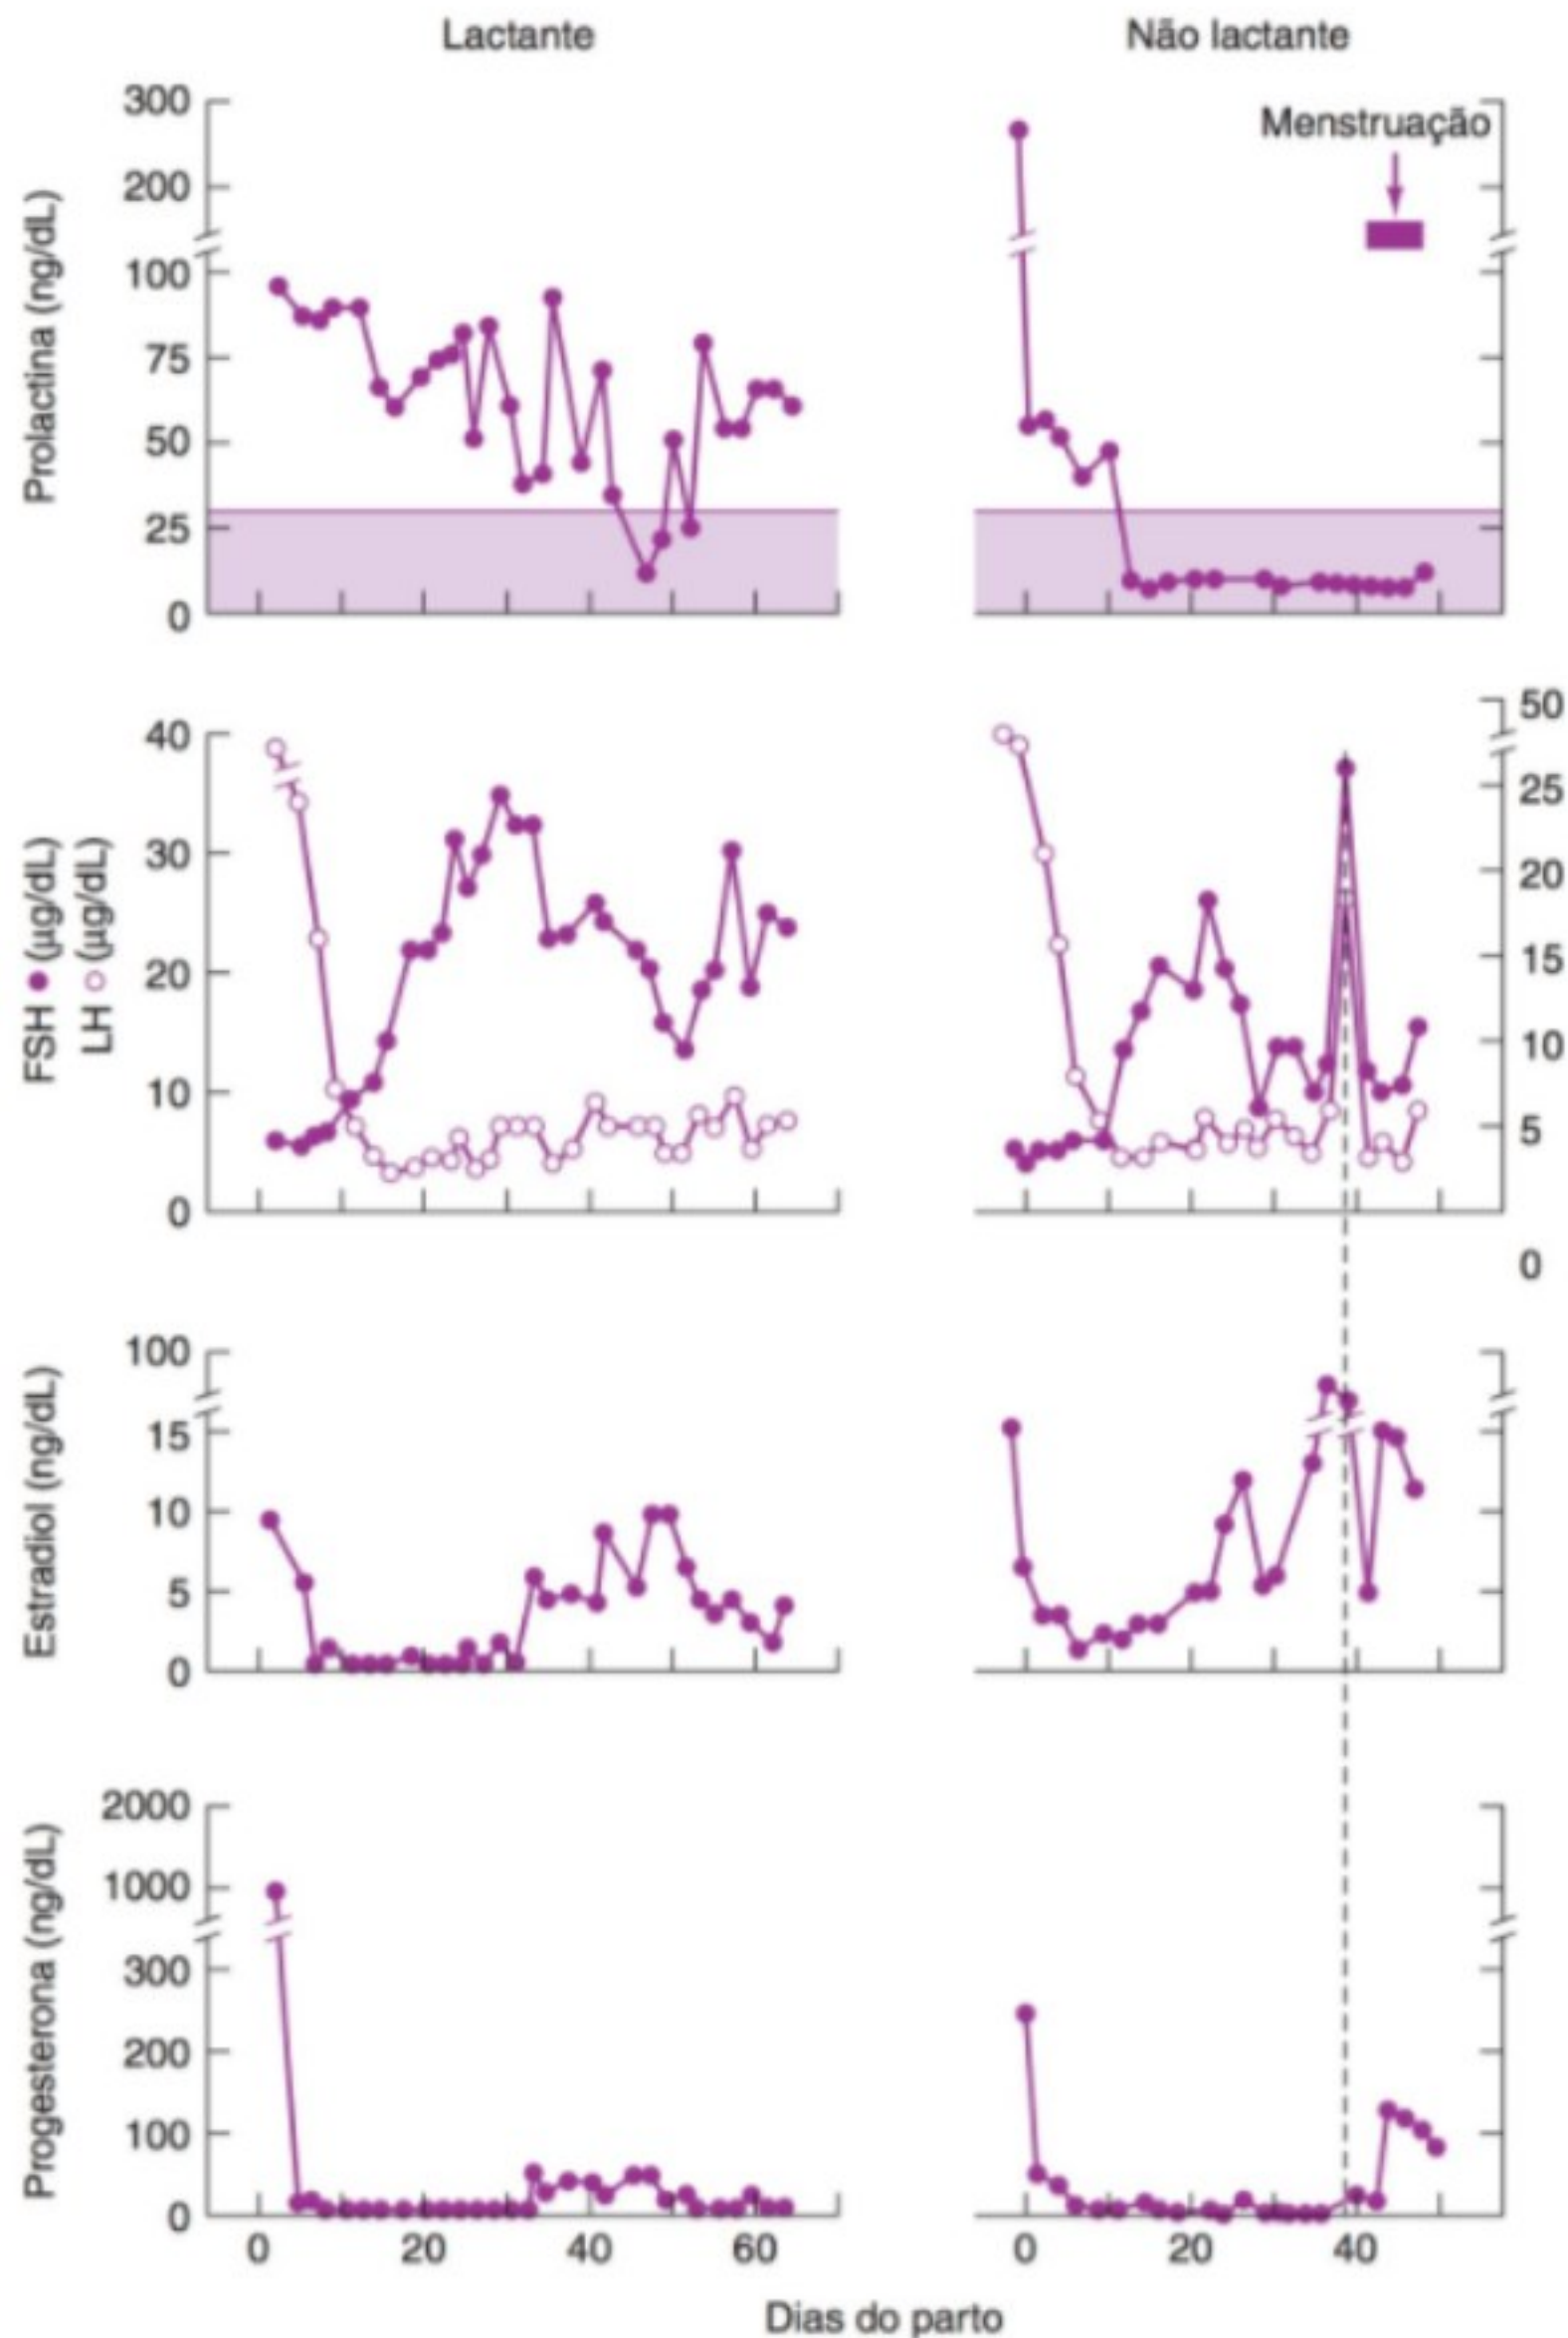 Lactante
Não lactante
Prolactina (ng/dL)
300
200
100
75
50
25
0
Menstruação
FSH ● (µg/dL)
LH ○ (µg/dL)
40
30
20
10
0
50
25
20
15
10
5
0
Estradiol (ng/dL)
100
15
10
5
0
Progesterona (ng/dL)
2000
1000
300
200
100
0
0 20 40 60
0 20 40
Dias do parto